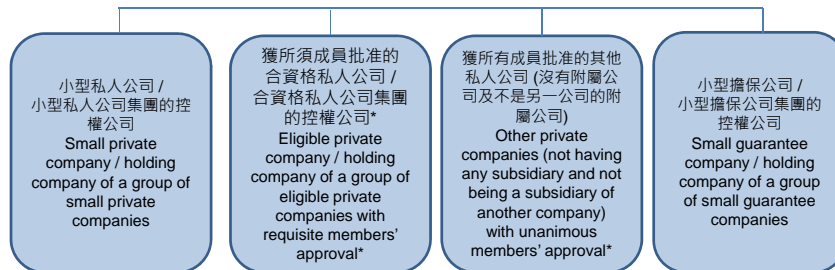 小型私人公司 /
小型私人公司集團的控
權公司
Small private
company / holding
company of a group of
small private
companies
獲所須成員批准的
合資格私人公司 /
合資格私人公司集團
的控權公司*
Eligible private
company / holding
company of a group of
eligible private
companies with
requisite members’
approval*
獲所有成員批准的其他
私人公司 (沒有附屬公
司及不是另一公司的附
屬公司)
Other private
companies (not having
any subsidiary and not
being a subsidiary of
another company)
with unanimous
members’ approval*
小型擔保公司 /
小型擔保公司集團的
控權公司
Small guarantee
company / holding
company of a group
of small guarantee
companies